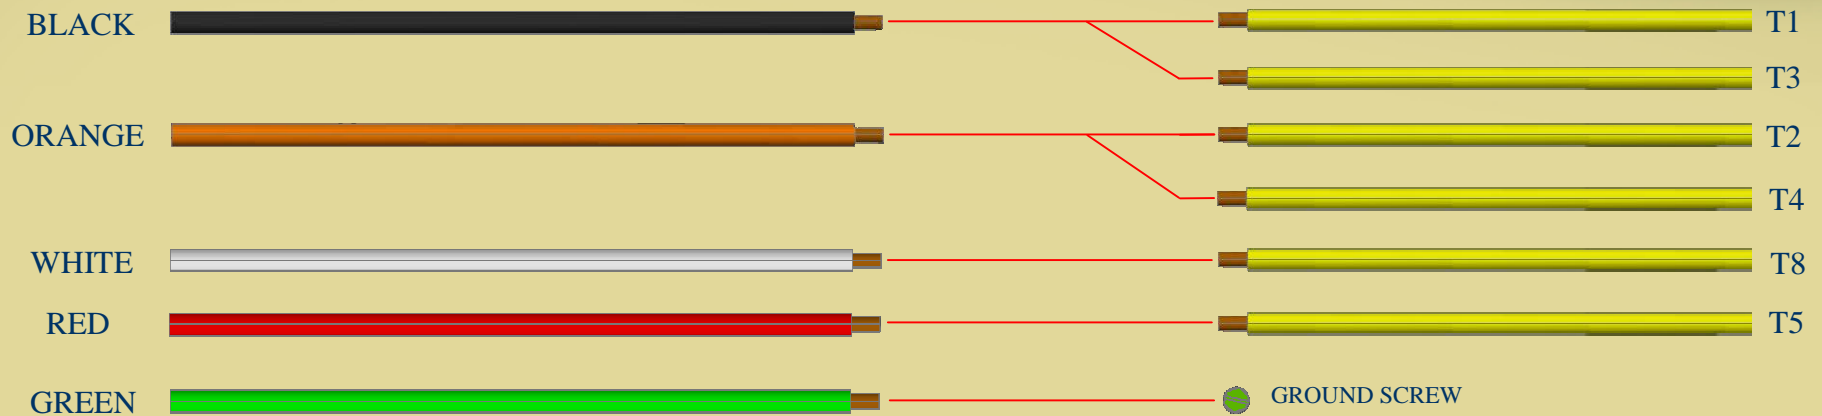 BLACK
T1
T3
ORANGE
T2
T4
WHITE
T8
RED
T5
GREEN
GROUND SCREW